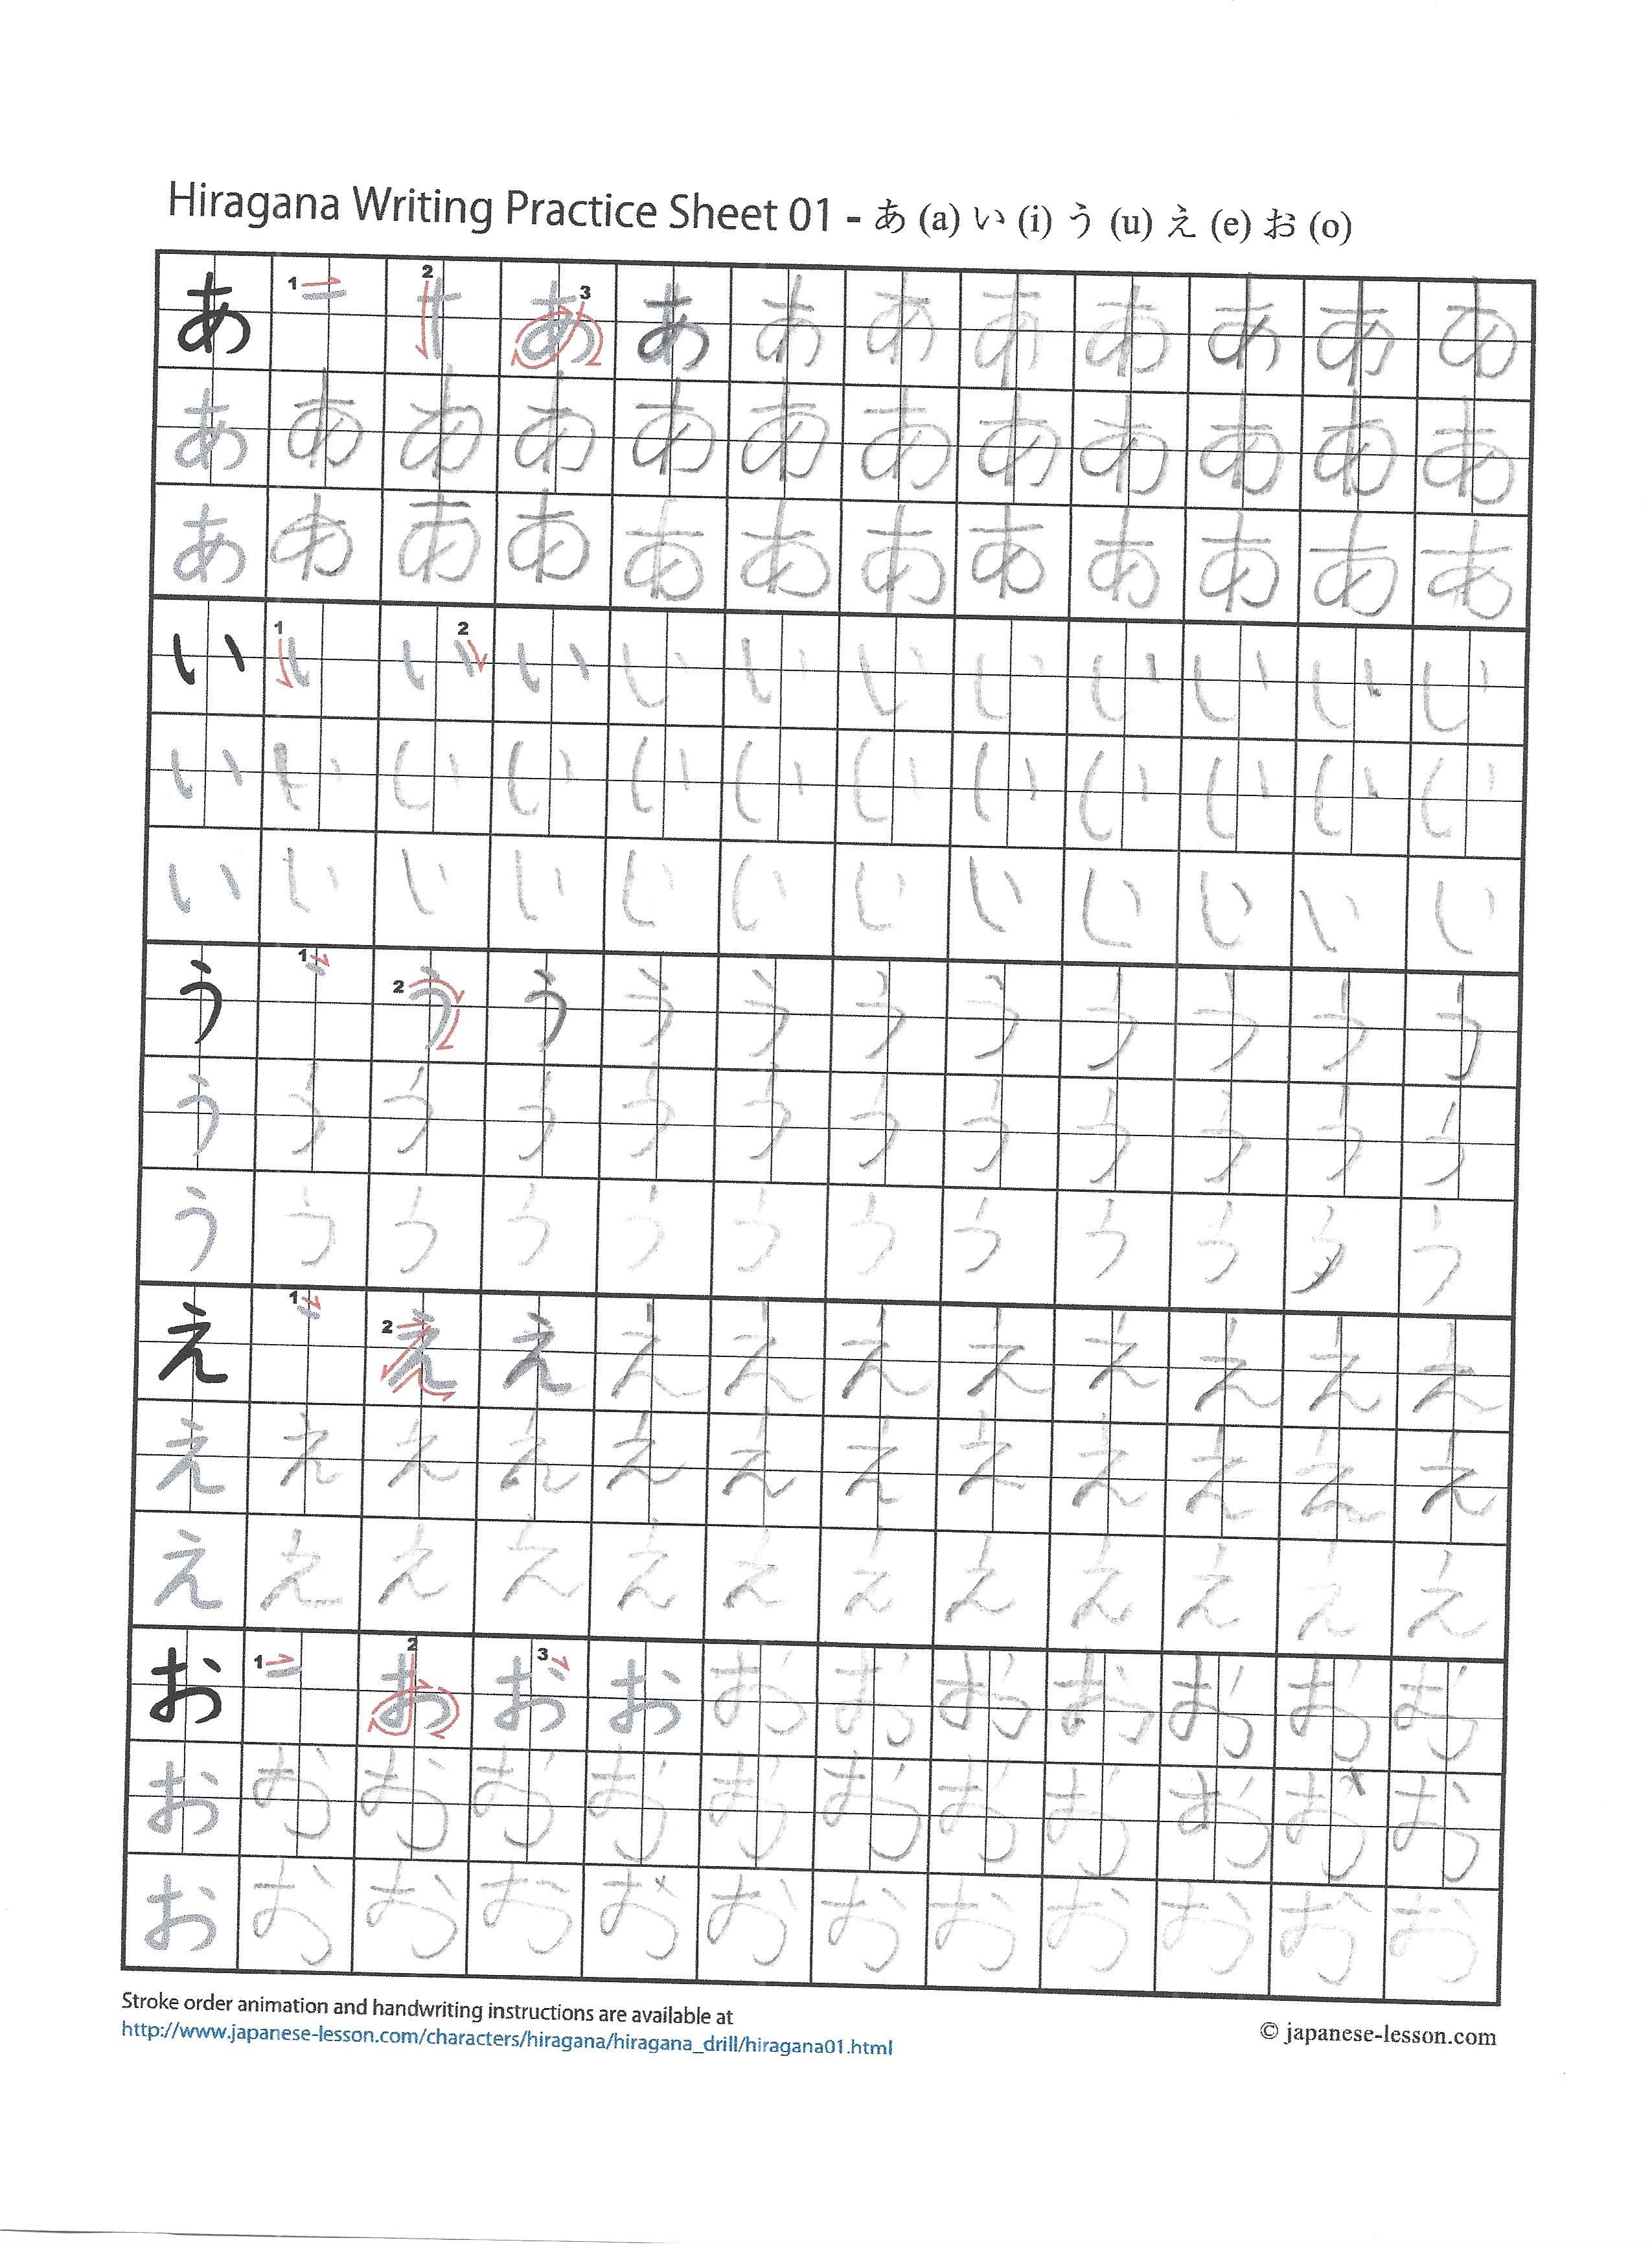 Hiragana Writing Practice Sheet 01 - あ (a) い (i) う (u) え (e) お (o)
あ 1 2 3 あ あ あ あ あ あ あ あ あ
あ あ あ あ あ あ あ あ あ あ あ あ
あ あ あ あ あ あ あ あ あ あ あ あ
い 1 2 い い い い い い い い い い
い い い い い い い い い い い い
い い い い い い い い い い い い
う 1 2 う う う う う う う う う う
う う う う う う う う う う う う
う う う う う う う う う う う う
え 1 2 え え え え え え え え え え
え え え え え え え え え え え え
え え え え え え え え え え え え
お 1 2 3 お お お お お お お お お
お お お お お お お お お お お お
お お お お お お お お お お お お
Stroke order animation and handwriting instructions are available at
http://www.japanese-lesson.com/characters/hiragana/hiragana_drill/hiragana01.html
© japanese-lesson.com